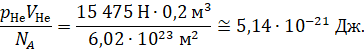 p_He V_He / N_A = 15 475 Н · 0,2 м³ / 6,02 · 10²³ м² ≅ 5,14 · 10⁻²¹ Дж.